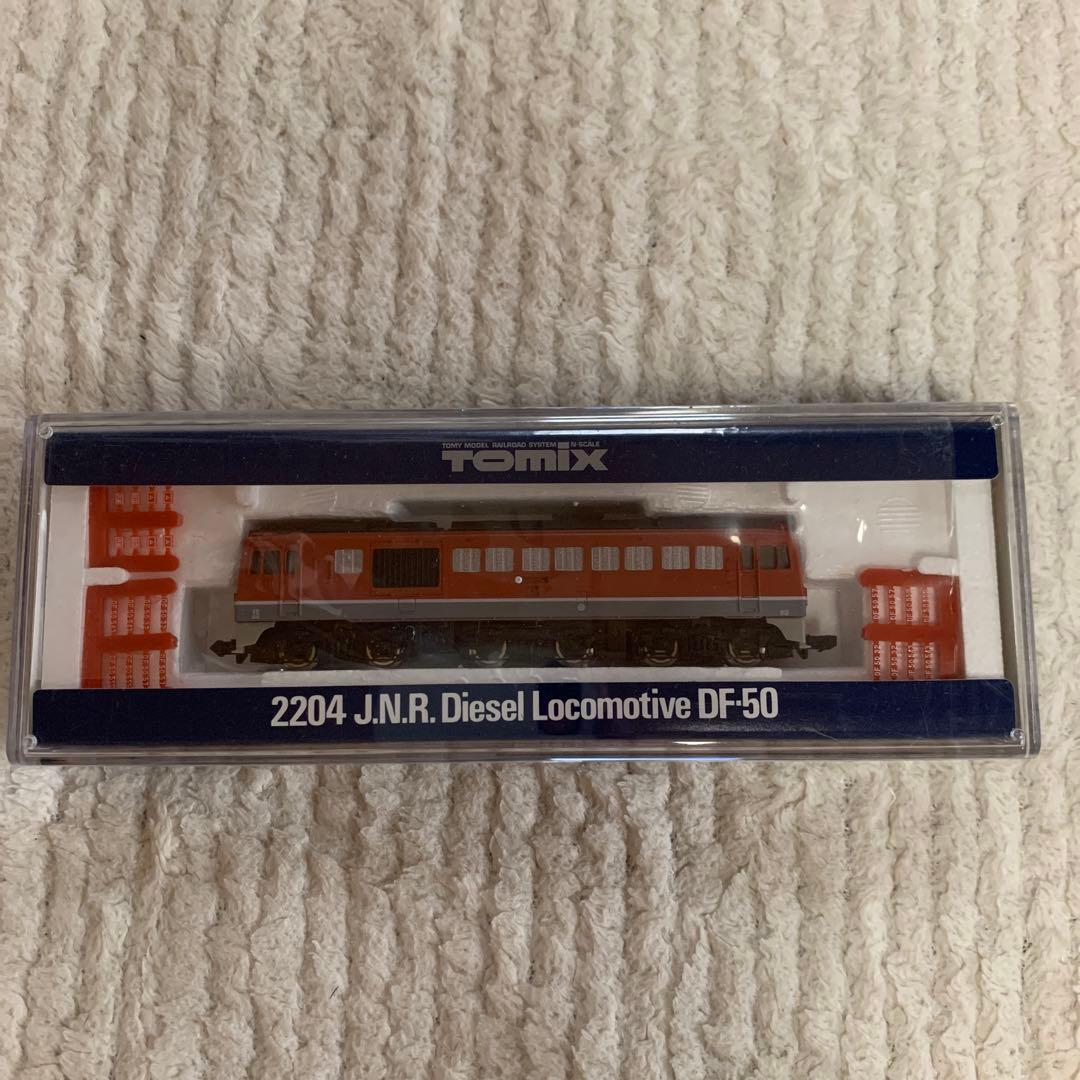 TOMY MODEL RAILROAD SYSTEM N-SCALE
TOMIX
2204 J.N.R. Diesel Locomotive DF-50